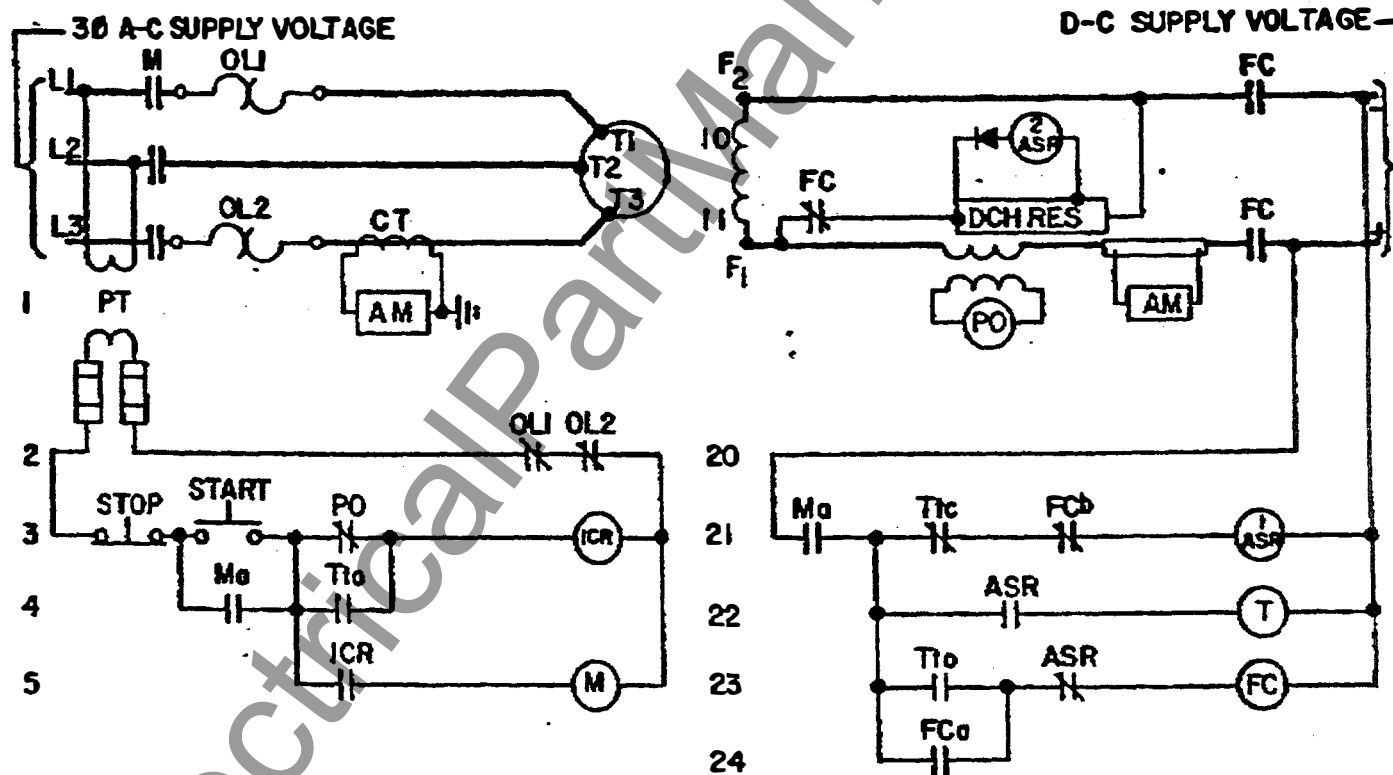 3Ø A-C SUPPLY VOLTAGE
D-C SUPPLY VOLTAGE
M OL1
L1
L2
L3
T1
T2
T3
OL2 CT
AM
F2
10
11
F1
FC
2 ASR
DCH RES
FC
FC
PO
AM
1 PT
OL1 OL2
2
STOP START PO
3 ICR
Ma T1o
4
ICR
5 M
20
Ma T1c FCb
21 1 ASR
ASR
22 T
T1o ASR
23 FC
FCa
24